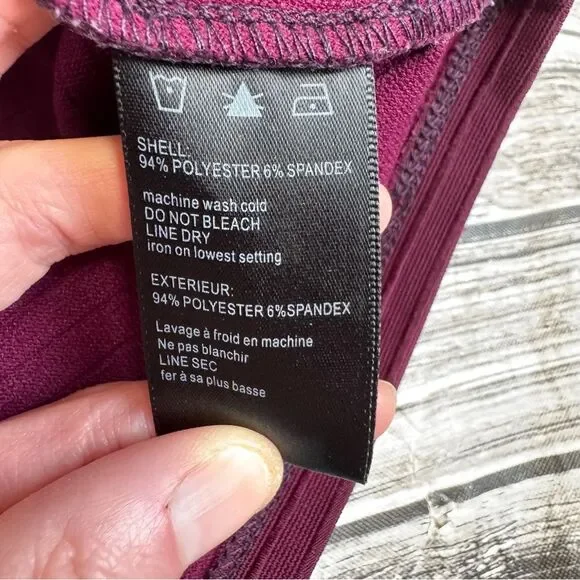 SHELL:
94% POLYESTER 6% SPANDEX
machine wash cold
DO NOT BLEACH
LINE DRY
iron on lowest setting
EXTERIEUR:
94% POLYESTER 6%SPANDEX
Lavage à froid en machine
Ne pas blanchir
LINE SEC
fer à sa plus basse